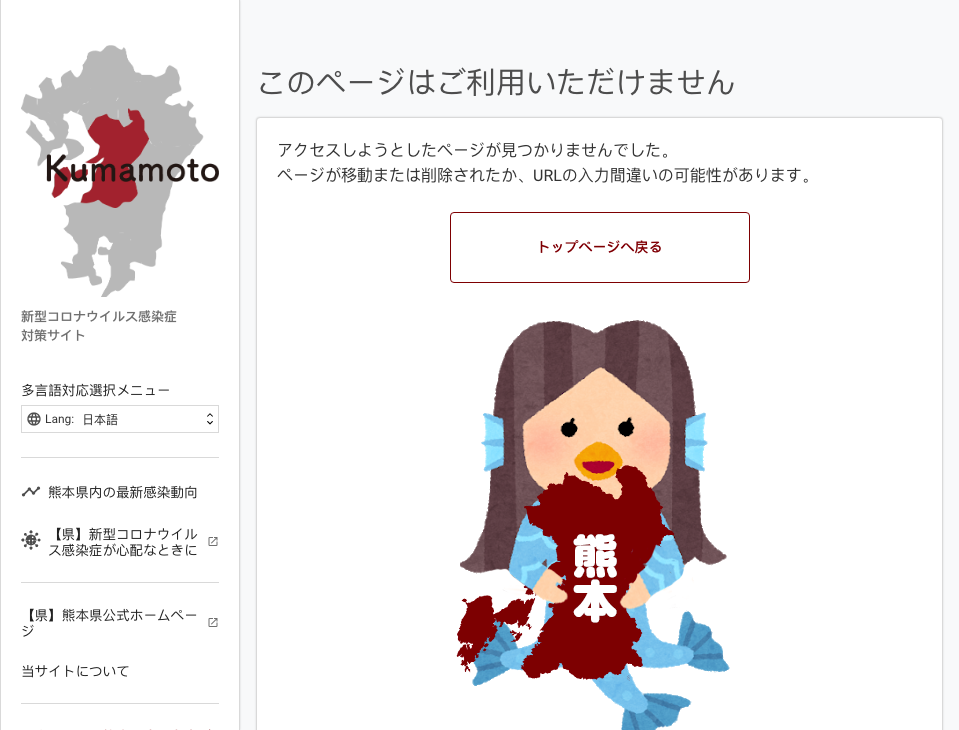 Kumamoto
新型コロナウイルス感染症
対策サイト
多言語対応選択メニュー
Lang: 日本語
熊本県内の最新感染動向
【県】新型コロナウイル
ス感染症が心配なときに
【県】熊本県公式ホームペー
ジ
当サイトについて
このページはご利用いただけません
アクセスしようとしたページが見つかりませんでした。
ページが移動または削除されたか、URLの入力間違いの可能性があります。
トップページへ戻る
熊
本